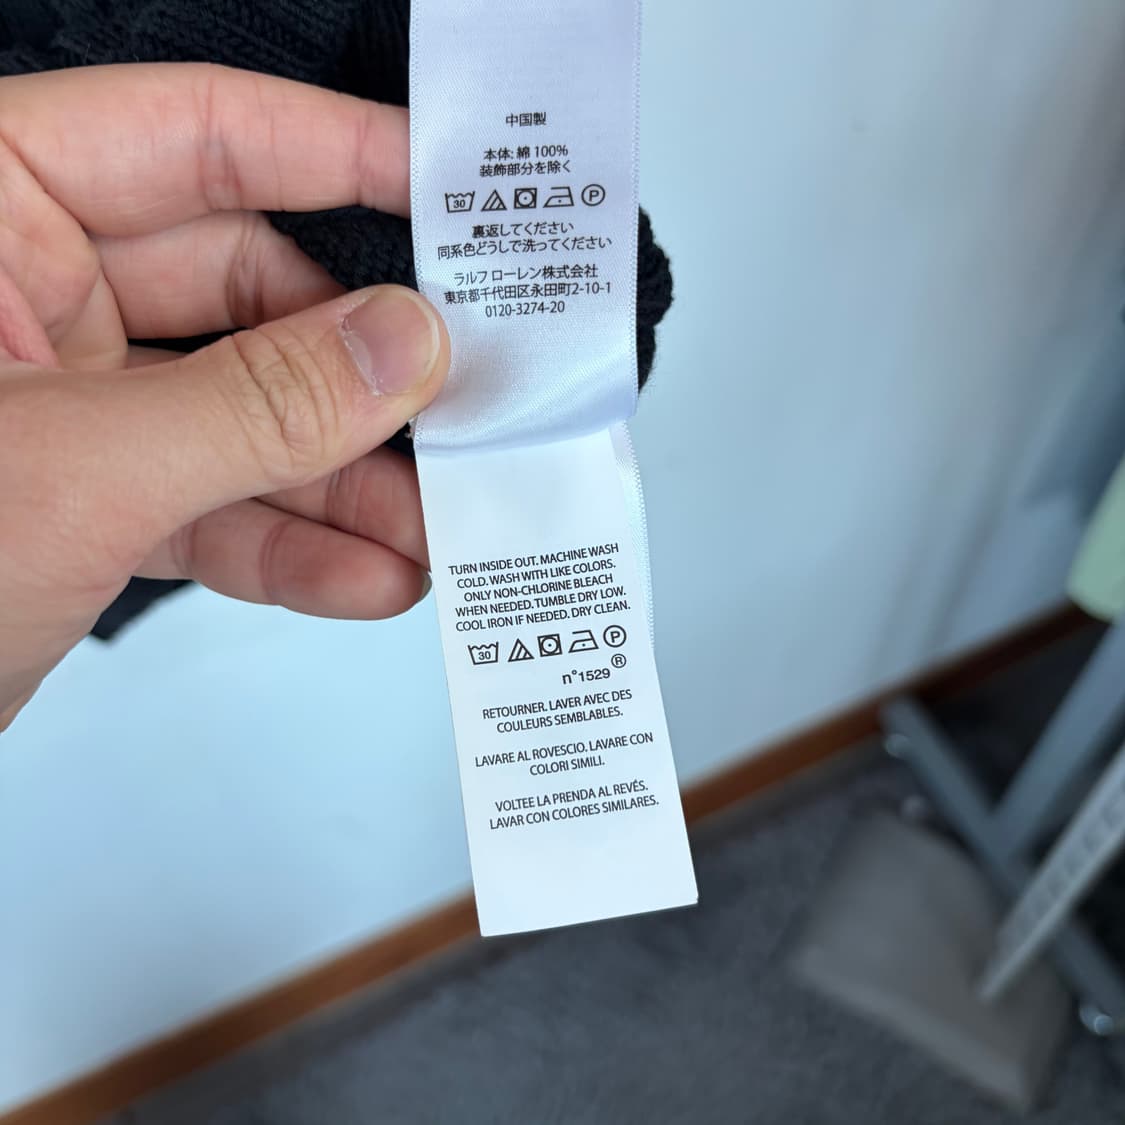 中国製
本体: 綿 100%
装飾部分を除く
30 P
裏返してください
同系色どうしで洗ってください
ラルフ ローレン株式会社
東京都千代田区永田町2-10-1
0120-3274-20
TURN INSIDE OUT. MACHINE WASH
COLD. WASH WITH LIKE COLORS.
ONLY NON-CHLORINE BLEACH
WHEN NEEDED. TUMBLE DRY LOW.
COOL IRON IF NEEDED. DRY CLEAN.
30 P
n°1529®
RETOURNER. LAVER AVEC DES
COULEURS SEMBLABLES.
LAVARE AL ROVESCIO. LAVARE CON
COLORI SIMILI.
VOLTEE LA PRENDA AL REVÉS.
LAVAR CON COLORES SIMILARES.